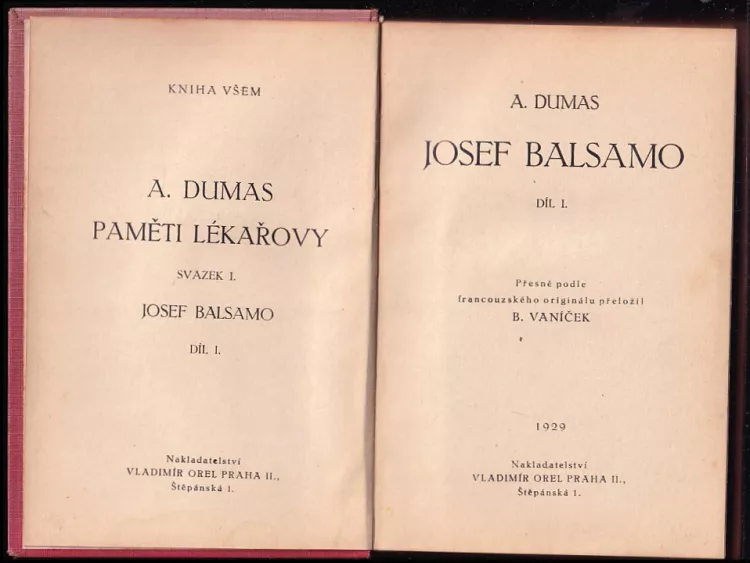 KNIHA VŠEM
A. DUMAS
PAMĚTI LÉKAŘOVY
SVAZEK I.
JOSEF BALSAMO
DÍL I.
Nakladatelství
VLADIMÍR OREL PRAHA II.,
Štěpánská 1.
A. DUMAS
JOSEF BALSAMO
DÍL I.
Přesně podle
francouzského originálu přeložil
B. VANÍČEK
1929
Nakladatelství
VLADIMÍR OREL PRAHA II.,
Štěpánská 1.